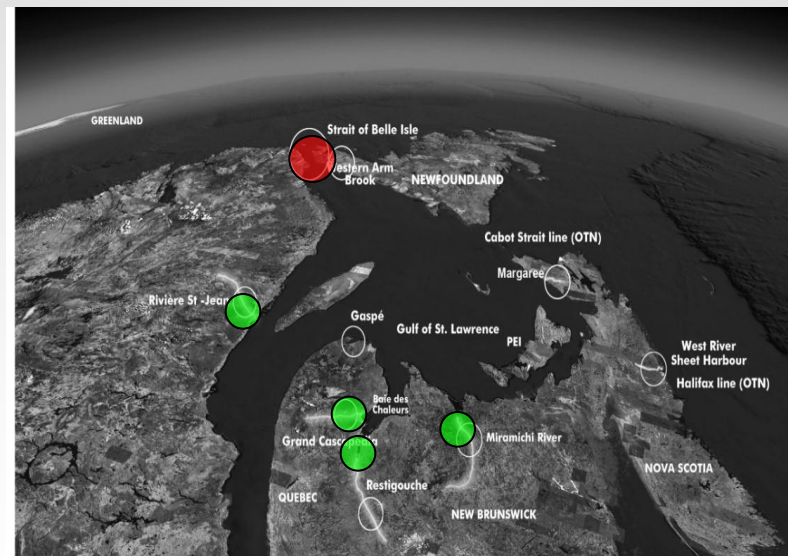 GREENLAND
Strait of Belle Isle
Western Arm
Brook
NEWFOUNDLAND
Cabot Strait line (OTN)
Margaree
Rivière St -Jean
Gaspé
Gulf of St. Lawrence
PEI
West River
Sheet Harbour
Halifax line (OTN)
Baie des
Chaleurs
Grand Cascapedia
Miramichi River
Restigouche
QUEBEC
NEW BRUNSWICK
NOVA SCOTIA